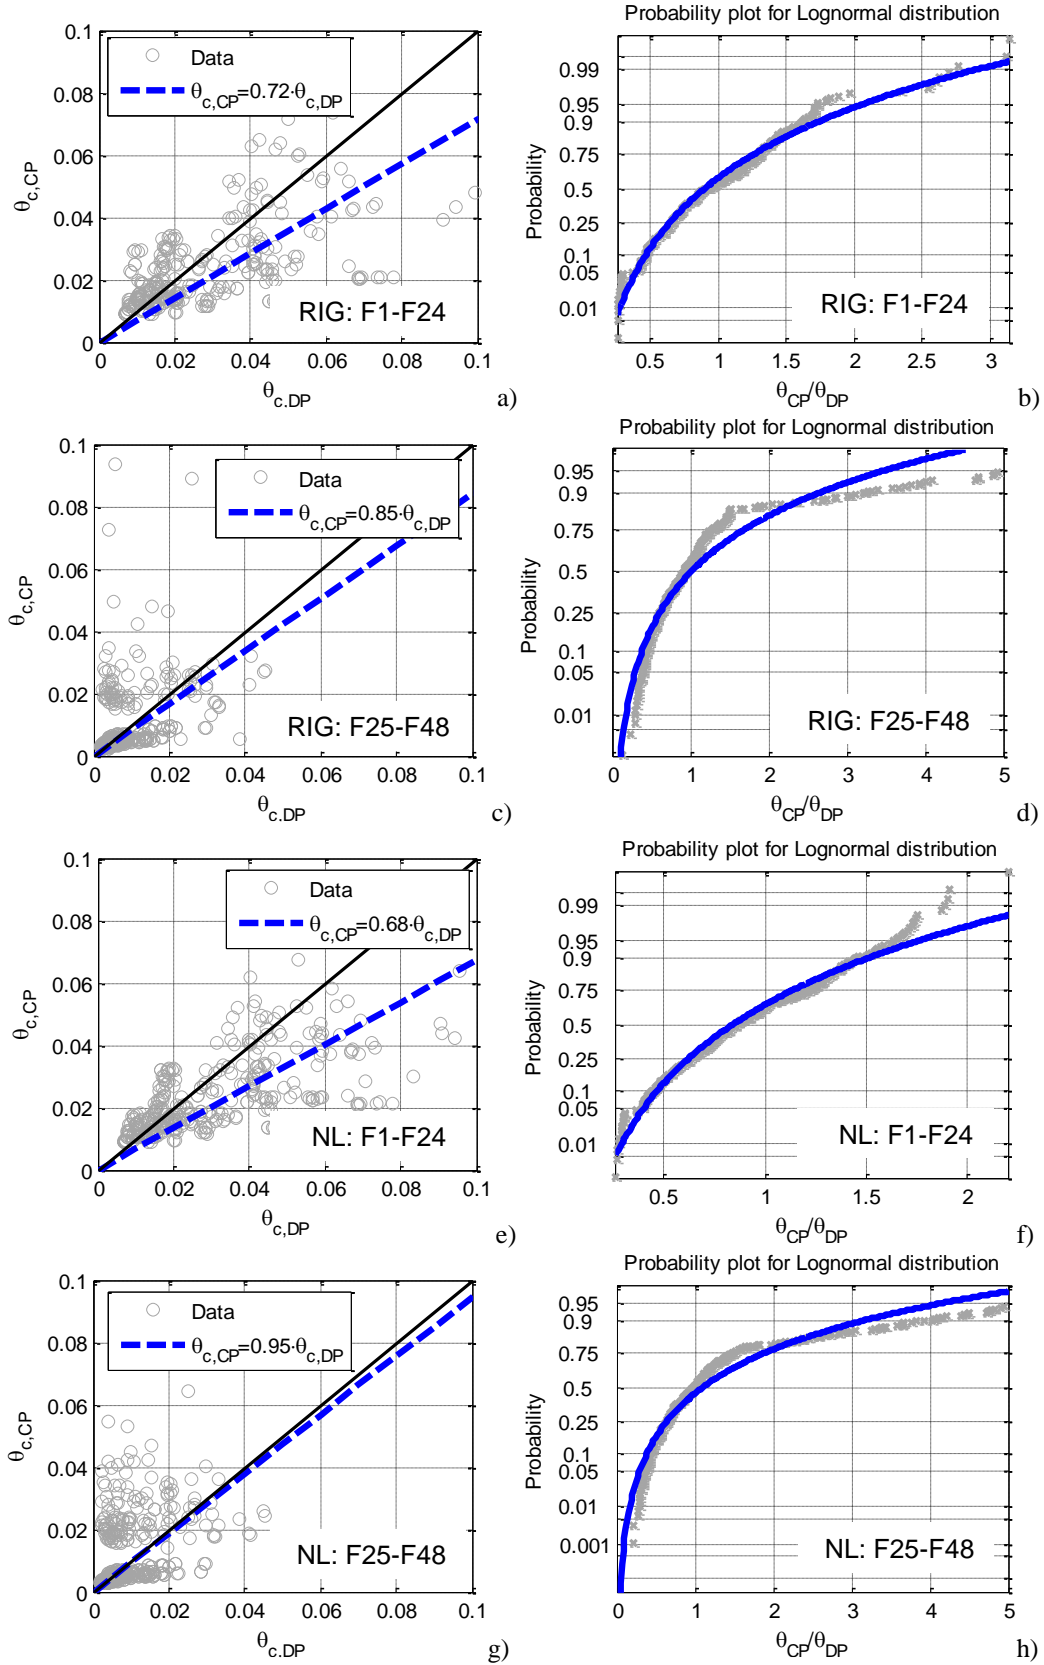 Probability plot for Lognormal distribution
0.1
0.08
0.06
0.04
0.02
0
θc,CP
Data
θc,CP=0.72·θc,DP
RIG: F1-F24
0 0.02 0.04 0.06 0.08 0.1
θc.DP
a)
0.99
0.95
0.9
0.75
0.5
0.25
0.1
0.05
0.01
Probability
RIG: F1-F24
0.5 1 1.5 2 2.5 3
θCP/θDP
b)
Probability plot for Lognormal distribution
0.1
0.08
0.06
0.04
0.02
0
θc,CP
Data
θc,CP=0.85·θc,DP
RIG: F25-F48
0 0.02 0.04 0.06 0.08 0.1
θc.DP
c)
0.95
0.9
0.75
0.5
0.25
0.1
0.05
0.01
Probability
RIG: F25-F48
0 1 2 3 4 5
θCP/θDP
d)
Probability plot for Lognormal distribution
0.1
0.08
0.06
0.04
0.02
0
θc,CP
Data
θc,CP=0.68·θc,DP
NL: F1-F24
0 0.02 0.04 0.06 0.08 0.1
θc,DP
e)
0.99
0.95
0.9
0.75
0.5
0.25
0.1
0.05
0.01
Probability
NL: F1-F24
0.5 1 1.5 2
θCP/θDP
f)
Probability plot for Lognormal distribution
0.1
0.08
0.06
0.04
0.02
0
θc,CP
Data
θc,CP=0.95·θc,DP
NL: F25-F48
0 0.02 0.04 0.06 0.08 0.1
θc.DP
g)
0.95
0.9
0.75
0.5
0.25
0.1
0.05
0.01
0.001
Probability
NL: F25-F48
0 1 2 3 4 5
θCP/θDP
h)